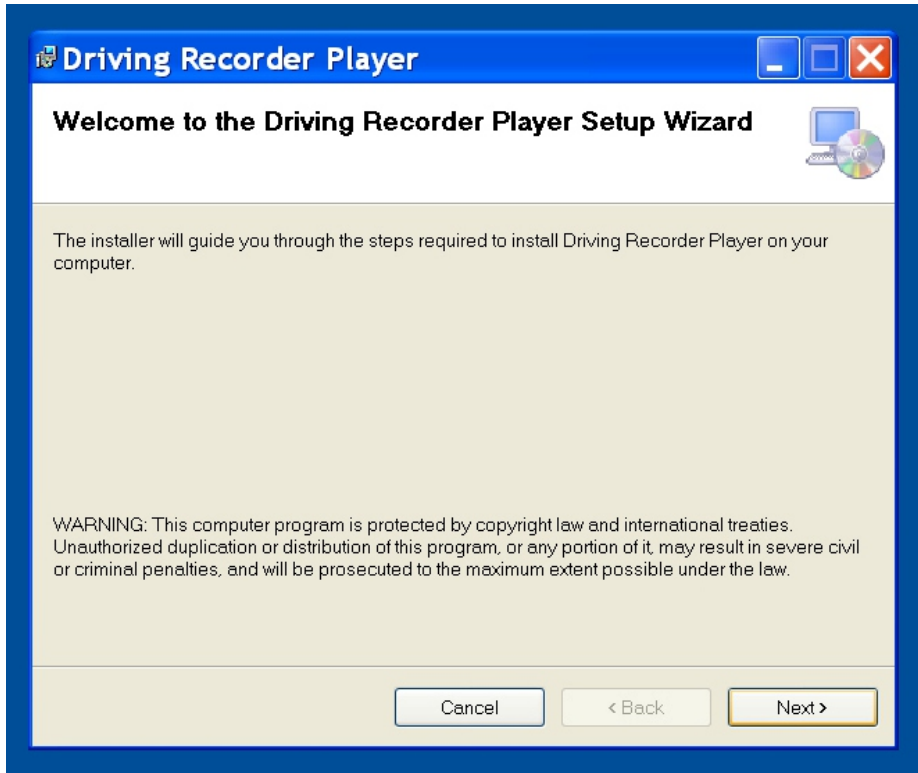 Driving Recorder Player
Welcome to the Driving Recorder Player Setup Wizard
The installer will guide you through the steps required to install Driving Recorder Player on your
computer.
WARNING: This computer program is protected by copyright law and international treaties.
Unauthorized duplication or distribution of this program, or any portion of it, may result in severe civil
or criminal penalties, and will be prosecuted to the maximum extent possible under the law.
Cancel < Back Next >